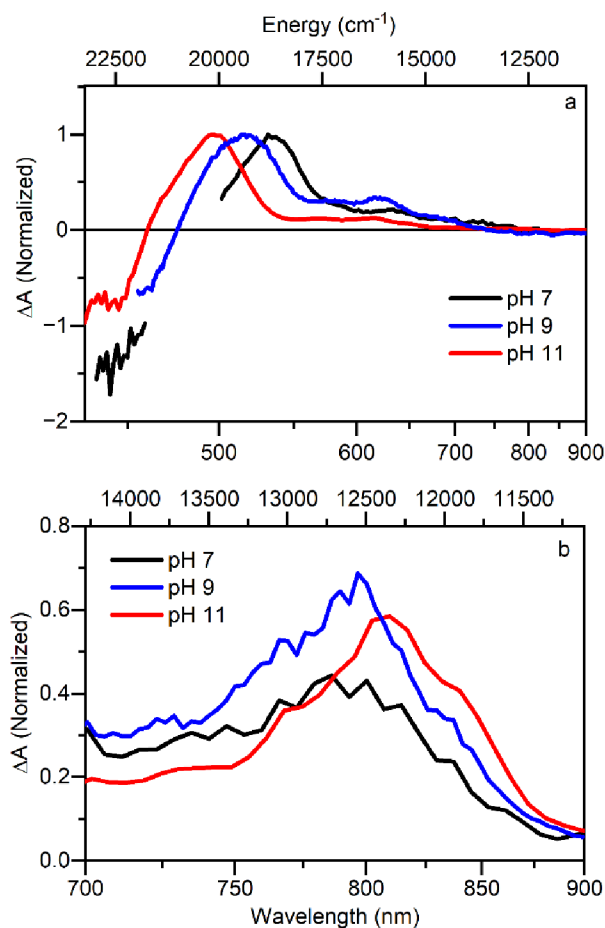 Energy (cm⁻¹)
22500 20000 17500 15000 12500
a
ΔA (Normalized)
1
0
−1
−2
pH 7
pH 9
pH 11
500 600 700 800 900
14000 13500 13000 12500 12000 11500
b
ΔA (Normalized)
0.8
0.6
0.4
0.2
0.0
pH 7
pH 9
pH 11
700 750 800 850 900
Wavelength (nm)